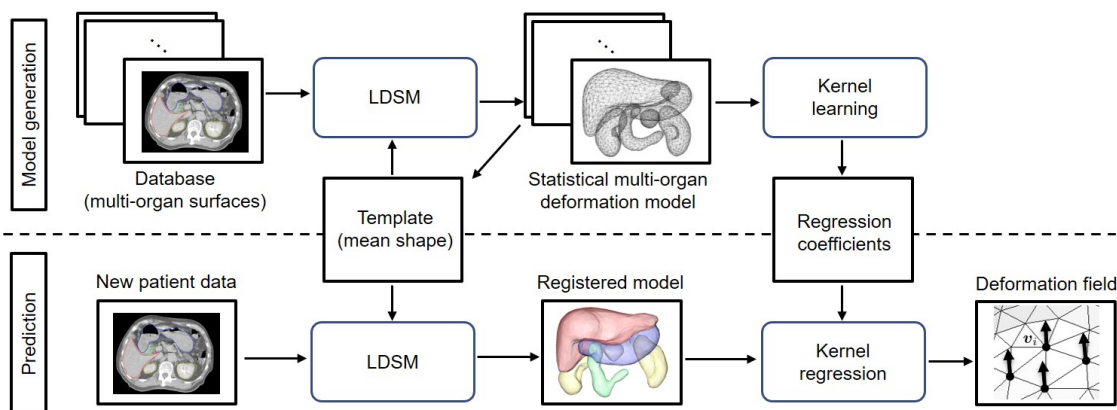 Model generation
LDSM
Kernel
learning
Database
(multi-organ surfaces)
Statistical multi-organ
deformation model
Template
(mean shape)
Regression
coefficients
Prediction
New patient data
Registered model
Deformation field
LDSM
Kernel
regression
v_i